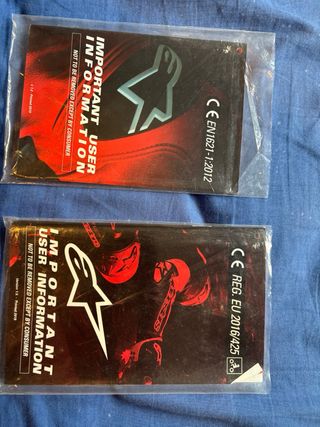 IMPORTANT USER
INFORMATION
NOT TO BE REMOVED EXCEPT BY CONSUMER
CE EN1621-1:2012
IMPORTANT
USER INFORMATION
NOT TO BE REMOVED EXCEPT BY CONSUMER
CE REG. EU 2016/425